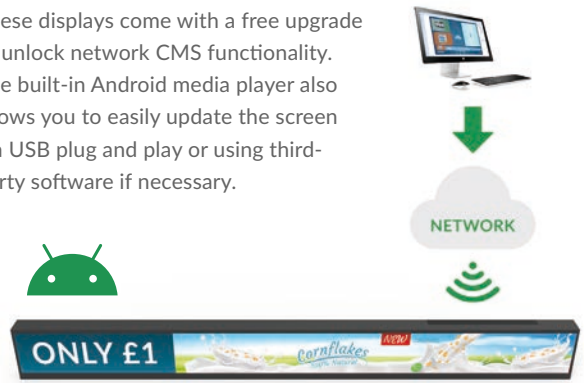 ese displays come with a free upgrade
unlock network CMS functionality.
e built-in Android media player also
ows you to easily update the screen
USB plug and play or using third-
rty software if necessary.
NETWORK
ONLY £1
Cornflakes
100% Natural
NEW